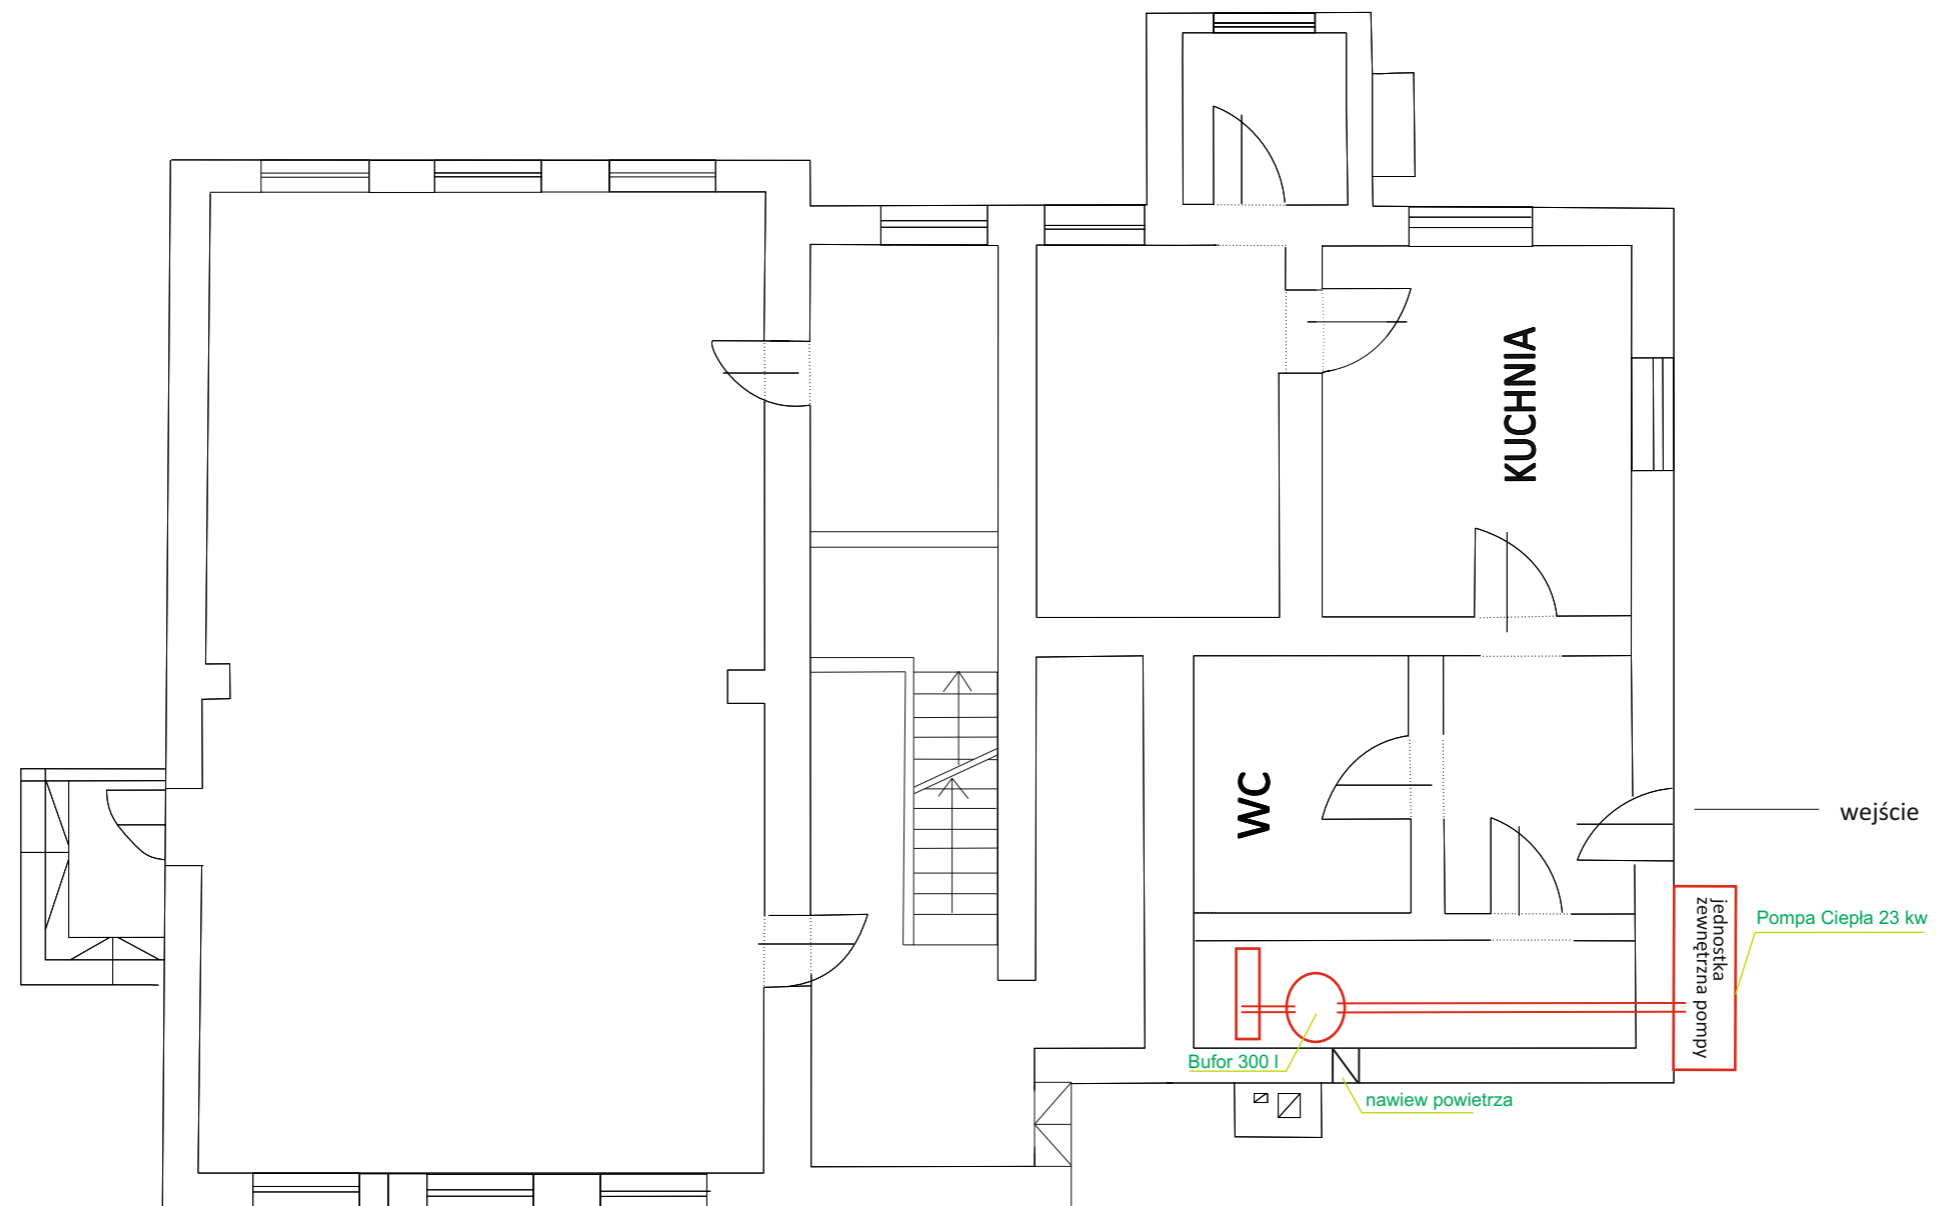 KUCHNIA
WC
wejście
jednostka
zewnętrzna pompy
Pompa Ciepła 23 kw
Bufor 300 l
nawiew powietrza